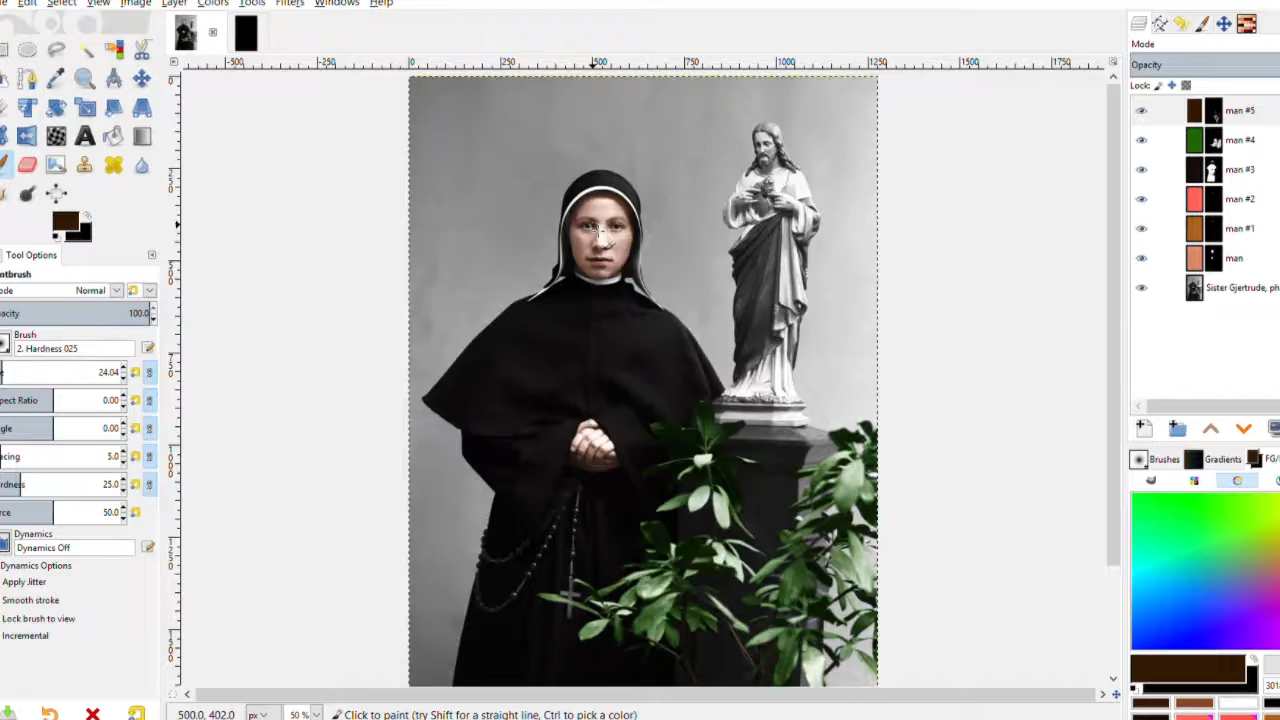 Edit Select View Image Layer Colors Tools Filters Windows Help
-500 -250 0 250 500 750 1000 1250 1500 1750
Mode
Opacity
Lock:
man #5
man #4
man #3
man #2
man #1
man
Sister Gjertrude, ph
Tool Options
ntbrush
ode Normal
pacity 100.0
Brush
2. Hardness 025
e 24.04
pect Ratio 0.00
gle 0.00
acing 5.0
rdness 25.0
rce 50.0
Dynamics
Dynamics Off
Dynamics Options
Apply Jitter
Smooth stroke
Lock brush to view
Incremental
Brushes Gradients FG/
301
500.0, 402.0 px 50 % Click to paint (try Shift for a straight line, Ctrl to pick a color)